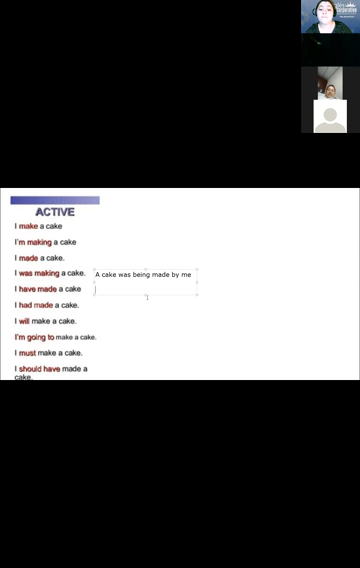 ACTIVE
I make a cake
I'm making a cake
I made a cake.
I was making a cake.
A cake was being made by me
I have made a cake
I had made a cake.
I will make a cake.
I'm going to make a cake.
I must make a cake.
I should have made a
cake.